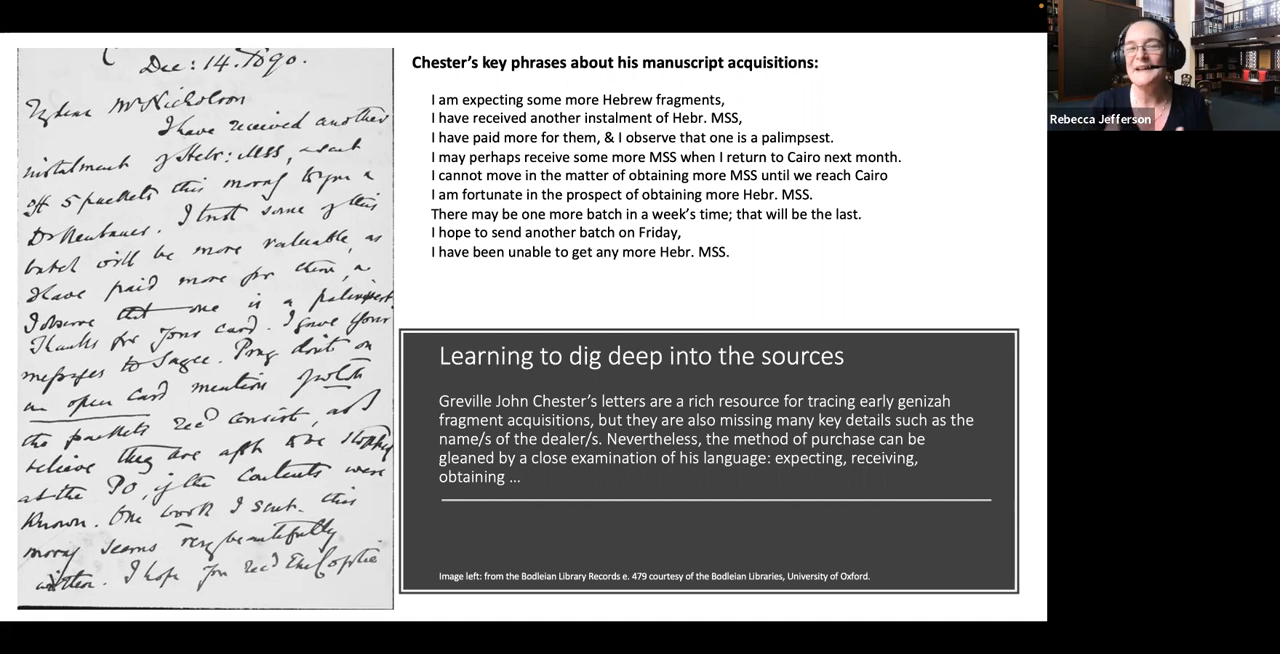 Dec: 14. 1890.
My dear Mr Nicholson
I have received another
instalment of Hebr: MSS, & sent
off 5 packets this morng to you &
Dr Neubauer. I trust some of this
batch will be more valuable, as
I have paid more for them, &
I observe that one is a palimpsest.
Thanks for your card. I gave your
messages to Sayce. Pray don't on
an open card mention of what
the packets recd consist, as I
believe they are apt to be stopped
at the PO, if the contents were
known. One book I sent this
morng seems very beautifully
written. I hope you recd the Coptic
Chester's key phrases about his manuscript acquisitions:
I am expecting some more Hebrew fragments,
I have received another instalment of Hebr. MSS,
I have paid more for them, & I observe that one is a palimpsest.
I may perhaps receive some more MSS when I return to Cairo next month.
I cannot move in the matter of obtaining more MSS until we reach Cairo
I am fortunate in the prospect of obtaining more Hebr. MSS.
There may be one more batch in a week's time; that will be the last.
I hope to send another batch on Friday,
I have been unable to get any more Hebr. MSS.
Learning to dig deep into the sources
Greville John Chester's letters are a rich resource for tracing early genizah
fragment acquisitions, but they are also missing many key details such as the
name/s of the dealer/s. Nevertheless, the method of purchase can be
gleaned by a close examination of his language: expecting, receiving,
obtaining ...
Image left: from the Bodleian Library Records e. 479 courtesy of the Bodleian Libraries, University of Oxford.
Rebecca Jefferson